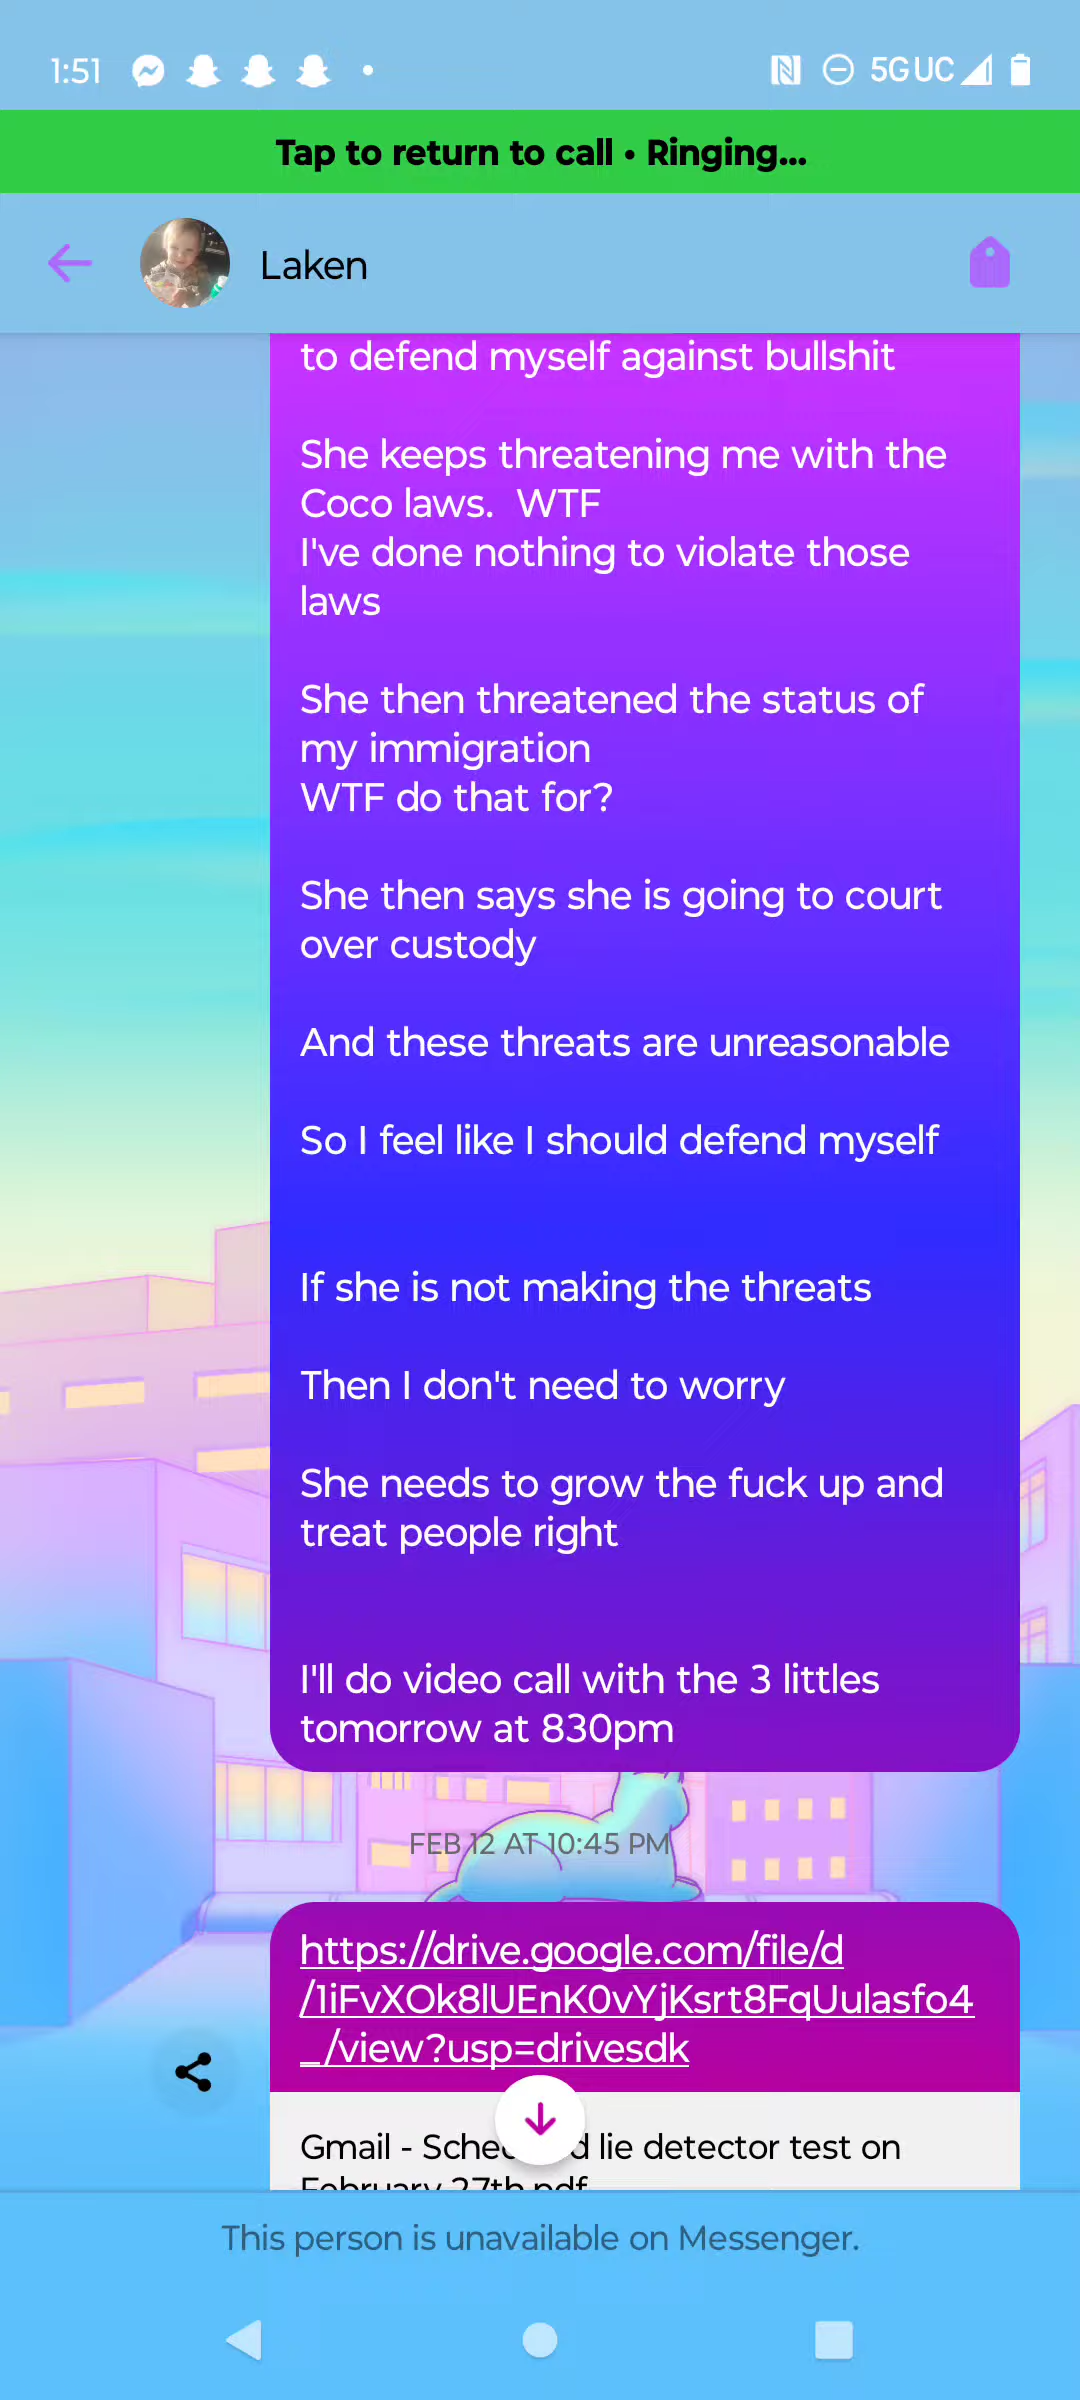 1:51
5G UC
Tap to return to call • Ringing...
Laken
to defend myself against bullshit
She keeps threatening me with the
Coco laws.  WTF
I've done nothing to violate those
laws
She then threatened the status of
my immigration
WTF do that for?
She then says she is going to court
over custody
And these threats are unreasonable
So I feel like I should defend myself
If she is not making the threats
Then I don't need to worry
She needs to grow the fuck up and
treat people right
I'll do video call with the 3 littles
tomorrow at 830pm
FEB 12 AT 10:45 PM
https://drive.google.com/file/d
/1iFvXOk8lUEnK0vYjKsrt8FqUulasfo4
_/view?usp=drivesdk
Gmail - lie detector test on
February 27th.pdf
This person is unavailable on Messenger.